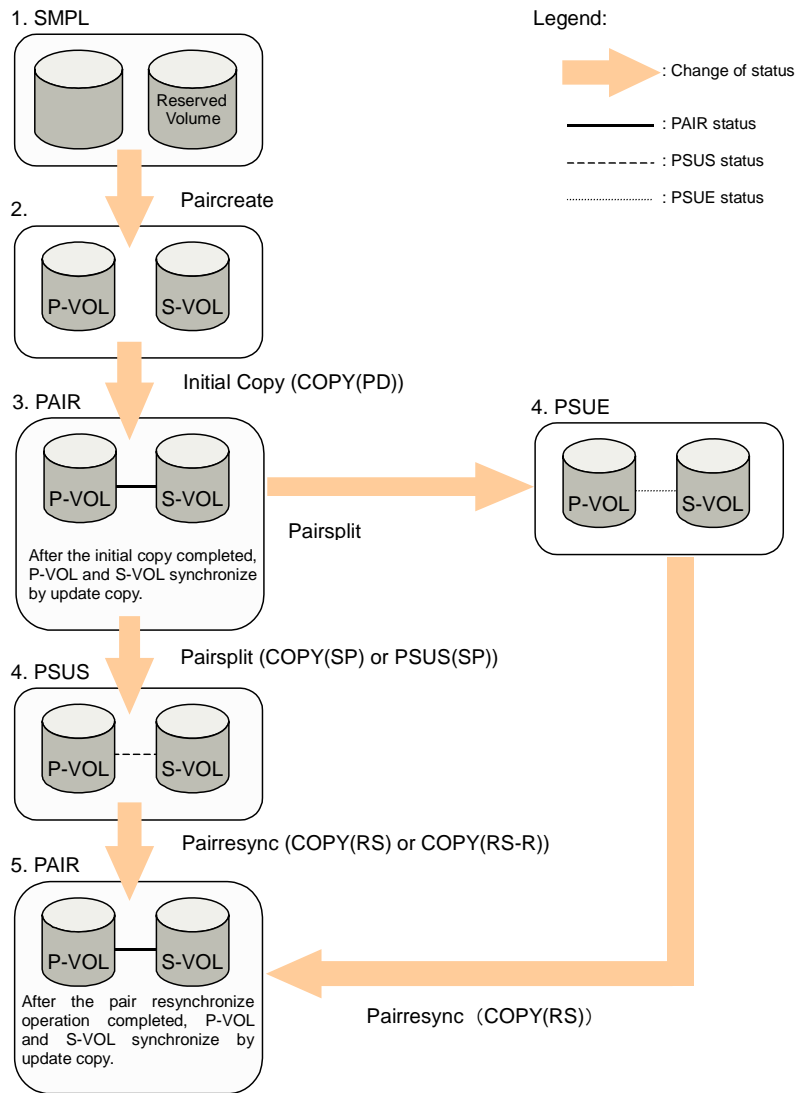 1. SMPL
Reserved
Volume
Legend:
: Change of status
: PAIR status
: PSUS status
: PSUE status
Paircreate
2.
P-VOL
S-VOL
Initial Copy (COPY(PD))
3. PAIR
P-VOL
S-VOL
After the initial copy completed,
P-VOL and S-VOL synchronize
by update copy.
Pairsplit
4. PSUE
P-VOL
S-VOL
Pairsplit (COPY(SP) or PSUS(SP))
4. PSUS
P-VOL
S-VOL
Pairresync (COPY(RS) or COPY(RS-R))
5. PAIR
P-VOL
S-VOL
After the pair resynchronize
operation completed, P-VOL
and S-VOL synchronize by
update copy.
Pairresync（COPY(RS)）